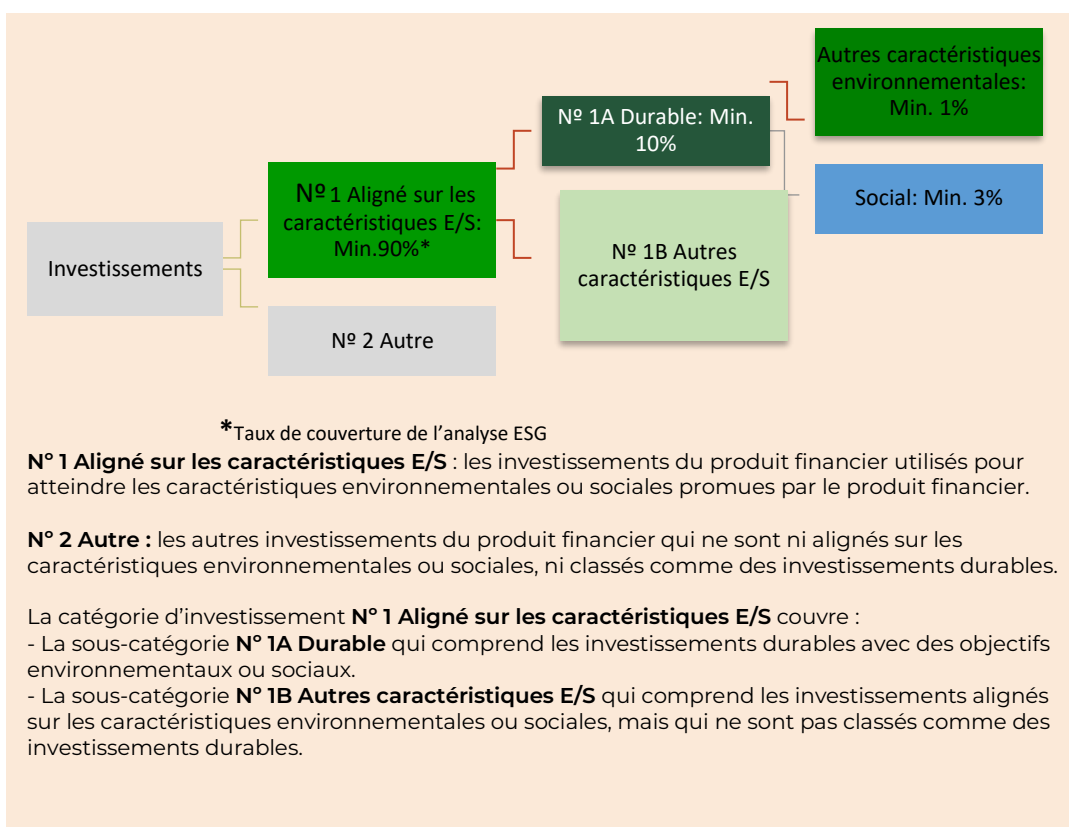 Autres caractéristiques
environnementales:
Min. 1%
Nº 1A Durable: Min.
10%
Nº 1 Aligné sur les
caractéristiques E/S:
Min.90%*
Social: Min. 3%
Investissements
Nº 1B Autres
caractéristiques E/S
Nº 2 Autre
*Taux de couverture de l’analyse ESG
N° 1 Aligné sur les caractéristiques E/S : les investissements du produit financier utilisés pour
atteindre les caractéristiques environnementales ou sociales promues par le produit financier.
N° 2 Autre : les autres investissements du produit financier qui ne sont ni alignés sur les
caractéristiques environnementales ou sociales, ni classés comme des investissements durables.
La catégorie d’investissement N° 1 Aligné sur les caractéristiques E/S couvre :
- La sous-catégorie N° 1A Durable qui comprend les investissements durables avec des objectifs
environnementaux ou sociaux.
- La sous-catégorie N° 1B Autres caractéristiques E/S qui comprend les investissements alignés
sur les caractéristiques environnementales ou sociales, mais qui ne sont pas classés comme des
investissements durables.